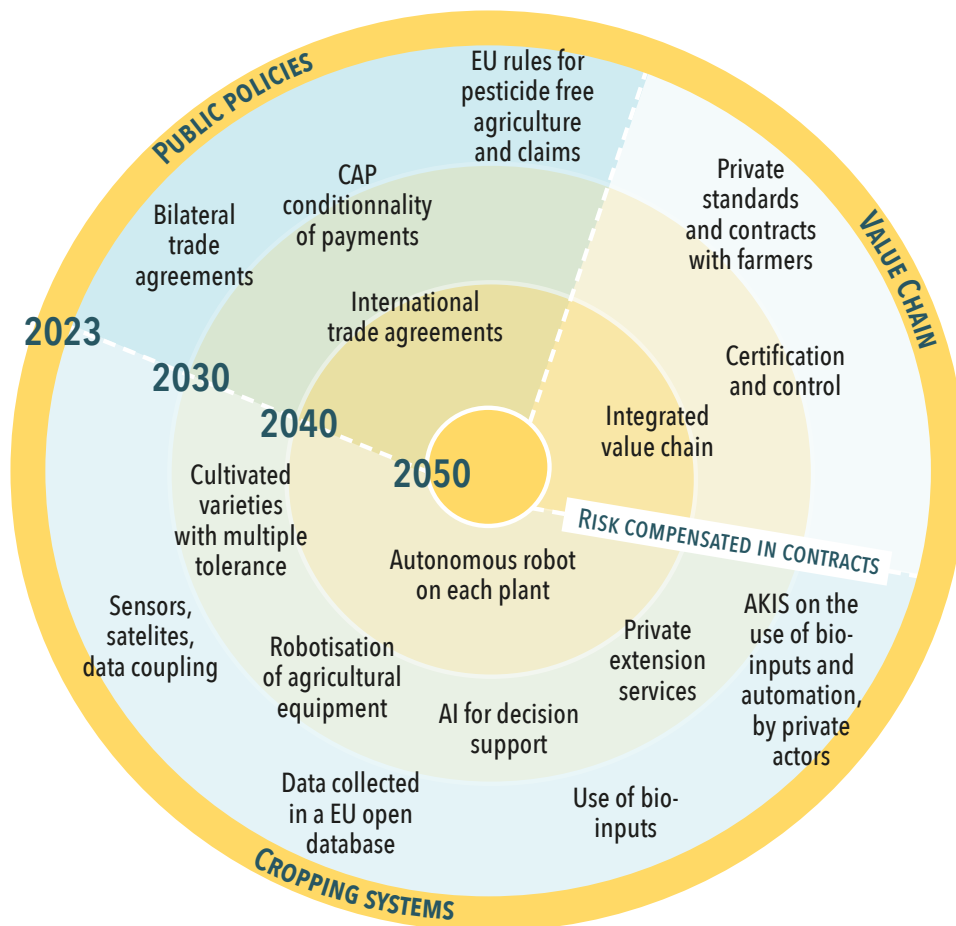 PUBLIC POLICIES
EU rules for
pesticide free
agriculture
and claims
CAP
conditionnality
of payments
Bilateral
trade
agreements
International
trade agreements
VALUE CHAIN
Private
standards
and contracts
with farmers
Certification
and control
Integrated
value chain
2023
2030
2040
2050
RISK COMPENSATED IN CONTRACTS
Cultivated
varieties
with multiple
tolerance
Autonomous robot
on each plant
Sensors,
satelites,
data coupling
Robotisation
of agricultural
equipment
AI for decision
support
Private
extension
services
AKIS on the
use of bio-
inputs and
automation,
by private
actors
Data collected
in a EU open
database
Use of bio-
inputs
CROPPING SYSTEMS